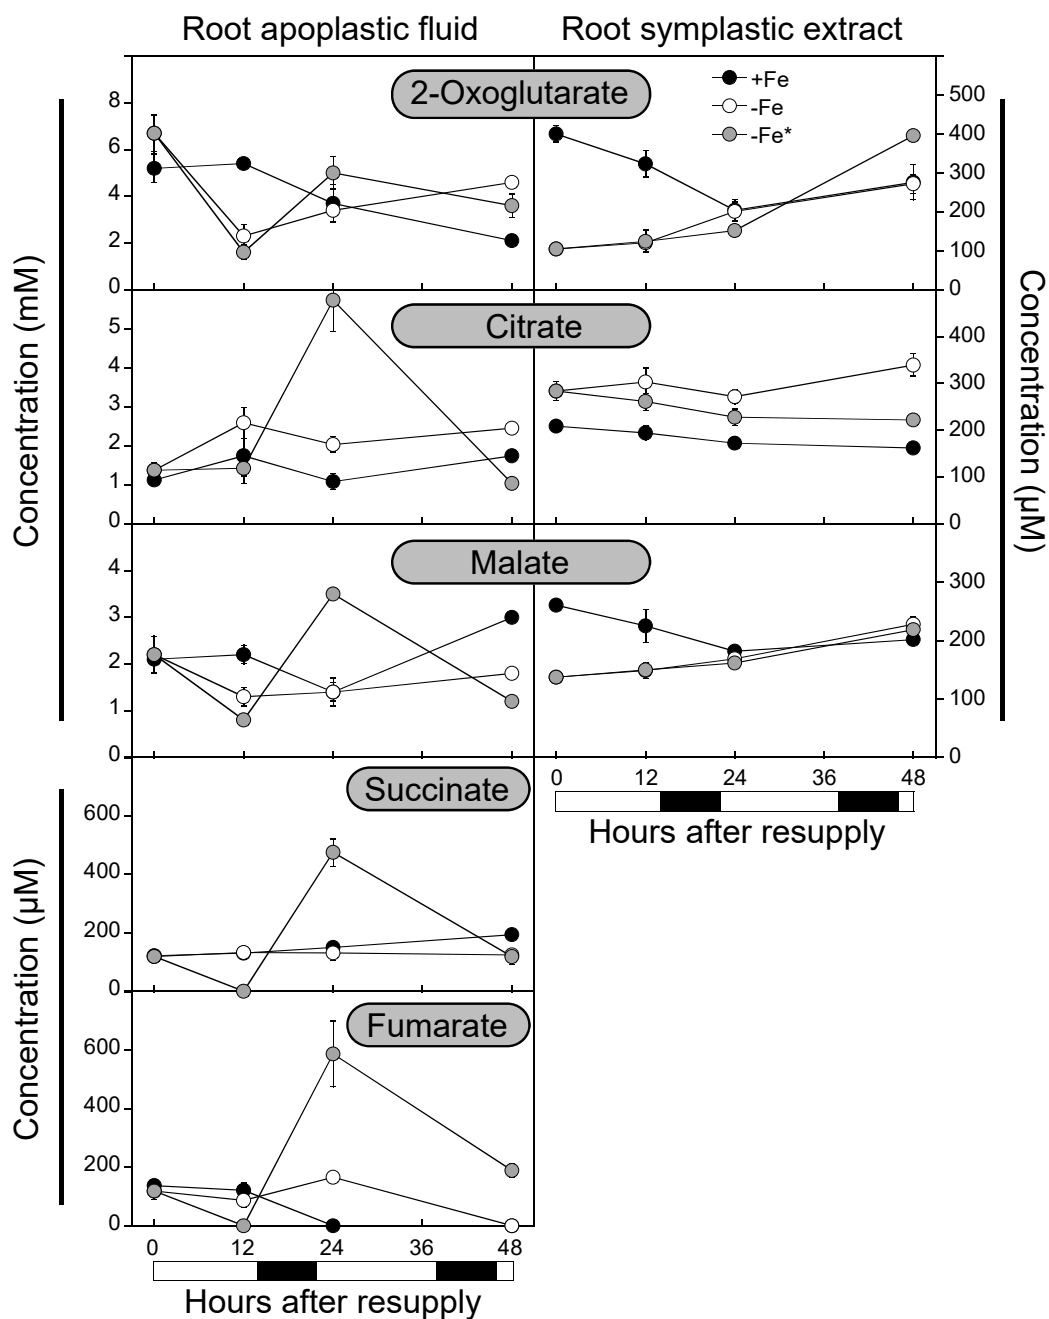 Root apoplastic fluid Root symplastic extract
2-Oxoglutarate
+Fe
-Fe
-Fe*
8
6
4
2
0
500
400
300
200
100
0
Concentration (mM)
Concentration (µM)
Citrate
5
4
3
2
1
0
400
300
200
100
0
Malate
4
3
2
1
0
300
200
100
0
0 12 24 36 48
Hours after resupply
Concentration (µM)
Succinate
600
400
200
0
Fumarate
600
400
200
0
0 12 24 36 48
Hours after resupply